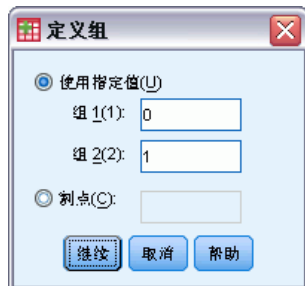 定义组
使用指定值(U)
组 1(1): 0
组 2(2): 1
割点(C):
继续 取消 帮助